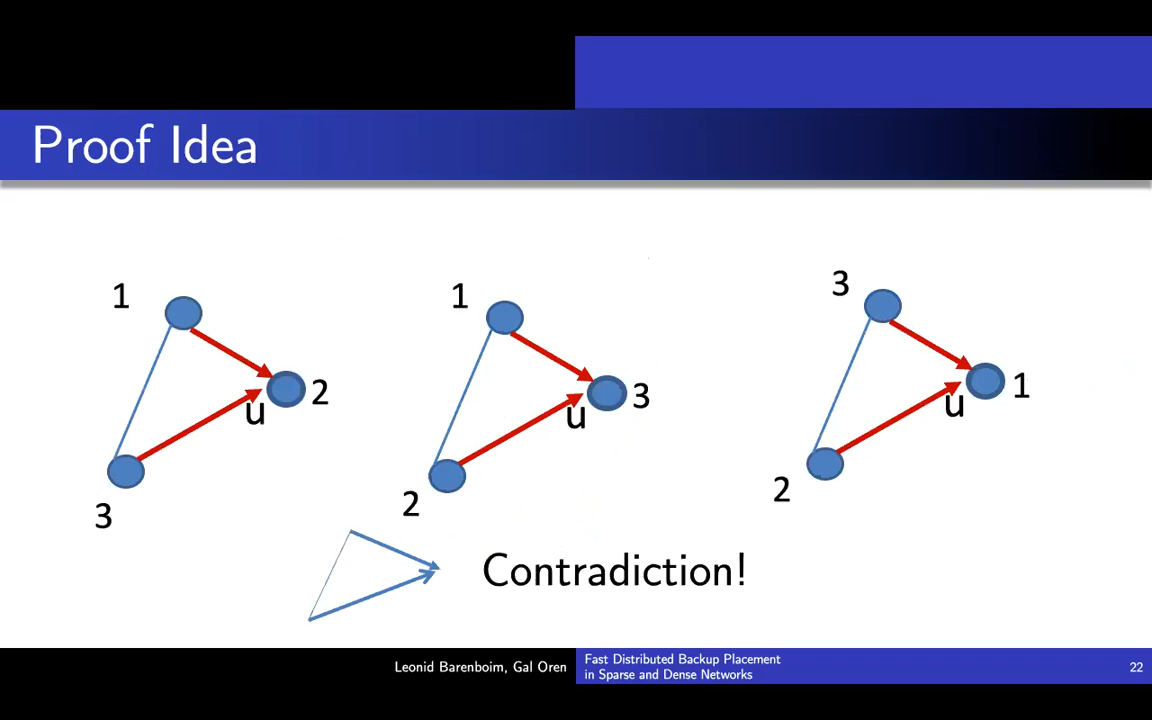 Proof Idea
1
2
u
3
1
3
u
2
3
1
u
2
Contradiction!
Leonid Barenboim, Gal Oren
Fast Distributed Backup Placement
in Sparse and Dense Networks
22